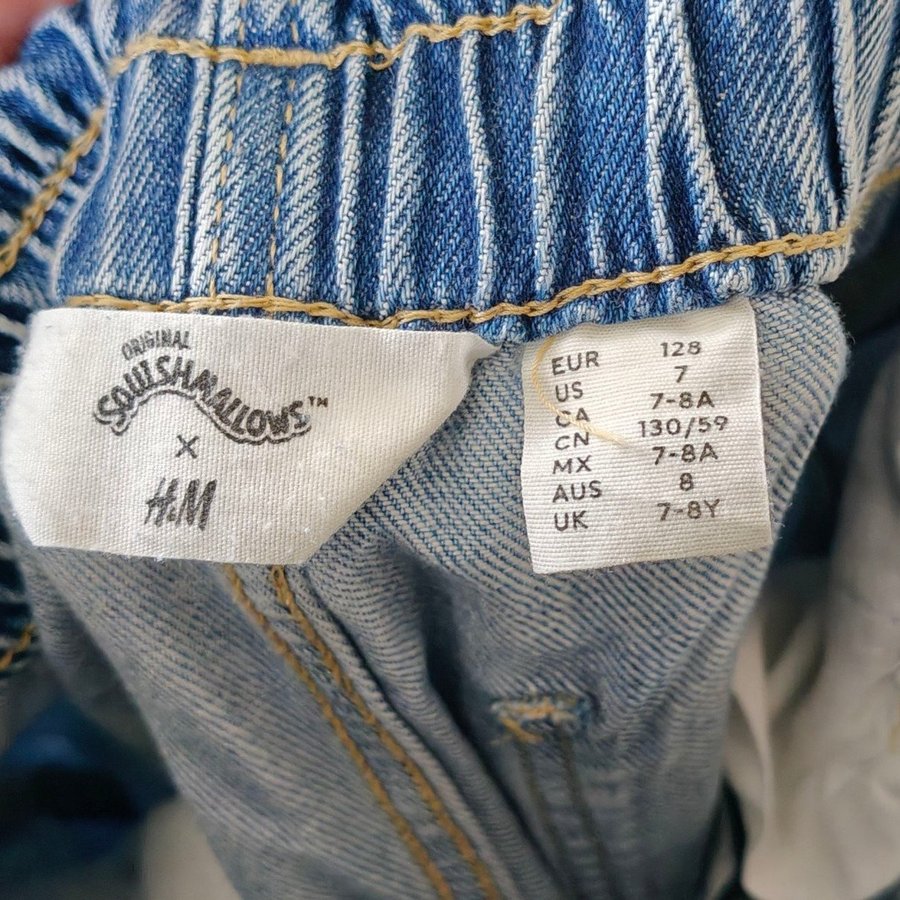 ORIGINAL
SQUISHMALLOWS™
×
H&M
EUR 128
US 7
CA 7-8A
CN 130/59
MX 7-8A
AUS 8
UK 7-8Y